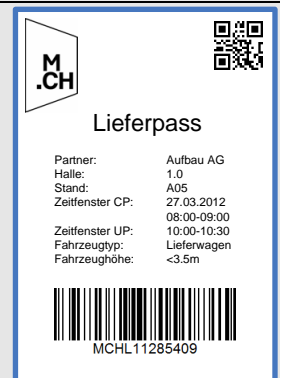 M
.CH
Lieferpass
Partner: Aufbau AG
Halle: 1.0
Stand: A05
Zeitfenster CP: 27.03.2012
08:00-09:00
Zeitfenster UP: 10:00-10:30
Fahrzeugtyp: Lieferwagen
Fahrzeughöhe: <3.5m
MCHL11285409